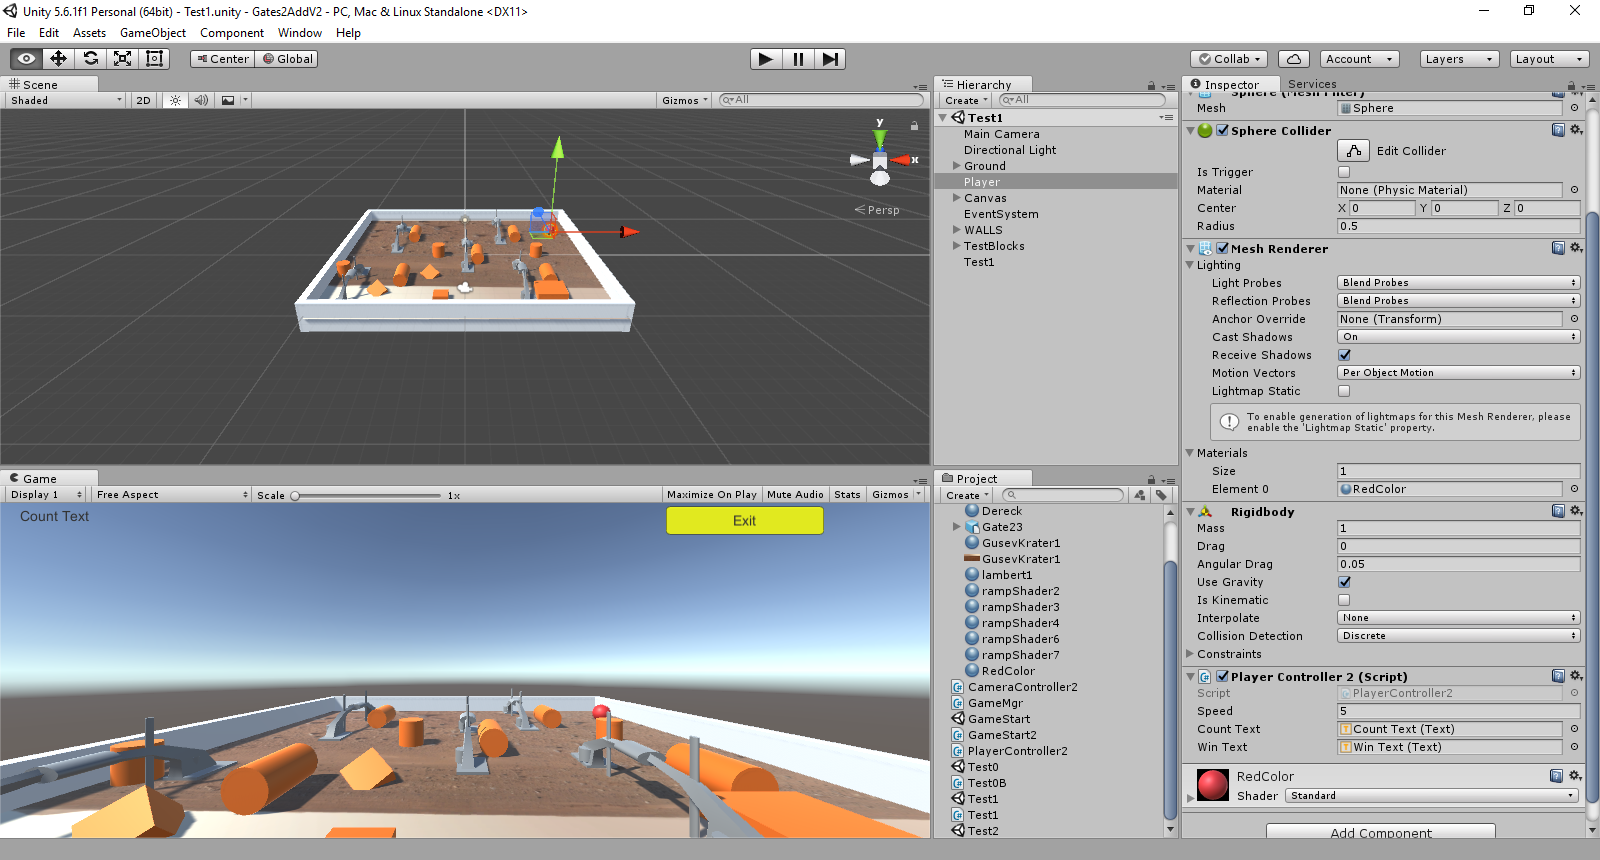 Unity 5.6.1f1 Personal (64bit) - Test1.unity - Gates2AddV2 - PC, Mac & Linux Standalone <DX11>
File Edit Assets GameObject Component Window Help
Center Global Collab Account Layers Layout
Scene
Shaded 2D Gizmos All
y
x
Persp
Game
Display 1 Free Aspect Scale 1x Maximize On Play Mute Audio Stats Gizmos
Count Text
Exit
Hierarchy
Create All
Test1
Main Camera
Directional Light
Ground
Player
Canvas
EventSystem
WALLS
TestBlocks
Test1
Project
Create
Dereck
Gate23
GusevKrater1
GusevKrater1
lambert1
rampShader2
rampShader3
rampShader4
rampShader6
rampShader7
RedColor
CameraController2
GameMgr
GameStart
GameStart2
PlayerController2
Test0
Test0B
Test1
Test1
Test2
Inspector Services
Sphere (Mesh Filter)
Mesh Sphere
Sphere Collider
Edit Collider
Is Trigger
Material None (Physic Material)
Center X 0 Y 0 Z 0
Radius 0.5
Mesh Renderer
Lighting
Light Probes Blend Probes
Reflection Probes Blend Probes
Anchor Override None (Transform)
Cast Shadows On
Receive Shadows
Motion Vectors Per Object Motion
Lightmap Static
To enable generation of lightmaps for this Mesh Renderer, please
enable the 'Lightmap Static' property.
Materials
Size 1
Element 0 RedColor
Rigidbody
Mass 1
Drag 0
Angular Drag 0.05
Use Gravity
Is Kinematic
Interpolate None
Collision Detection Discrete
Constraints
Player Controller 2 (Script)
Script PlayerController2
Speed 5
Count Text Count Text (Text)
Win Text Win Text (Text)
RedColor
Shader Standard
Add Component